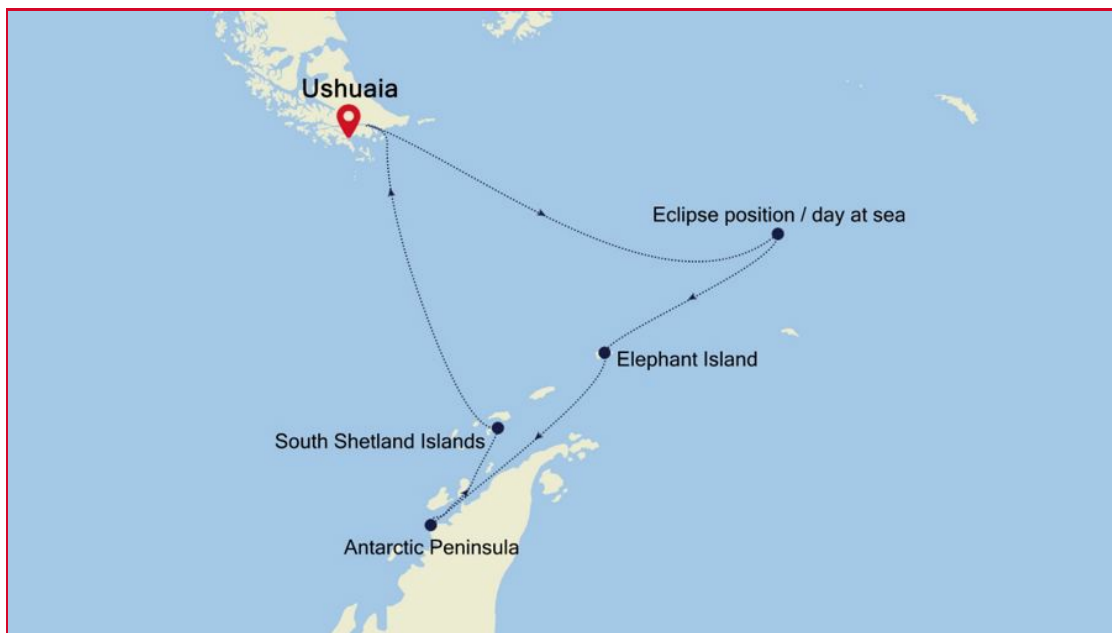 Ushuaia
Eclipse position / day at sea
Elephant Island
South Shetland Islands
Antarctic Peninsula